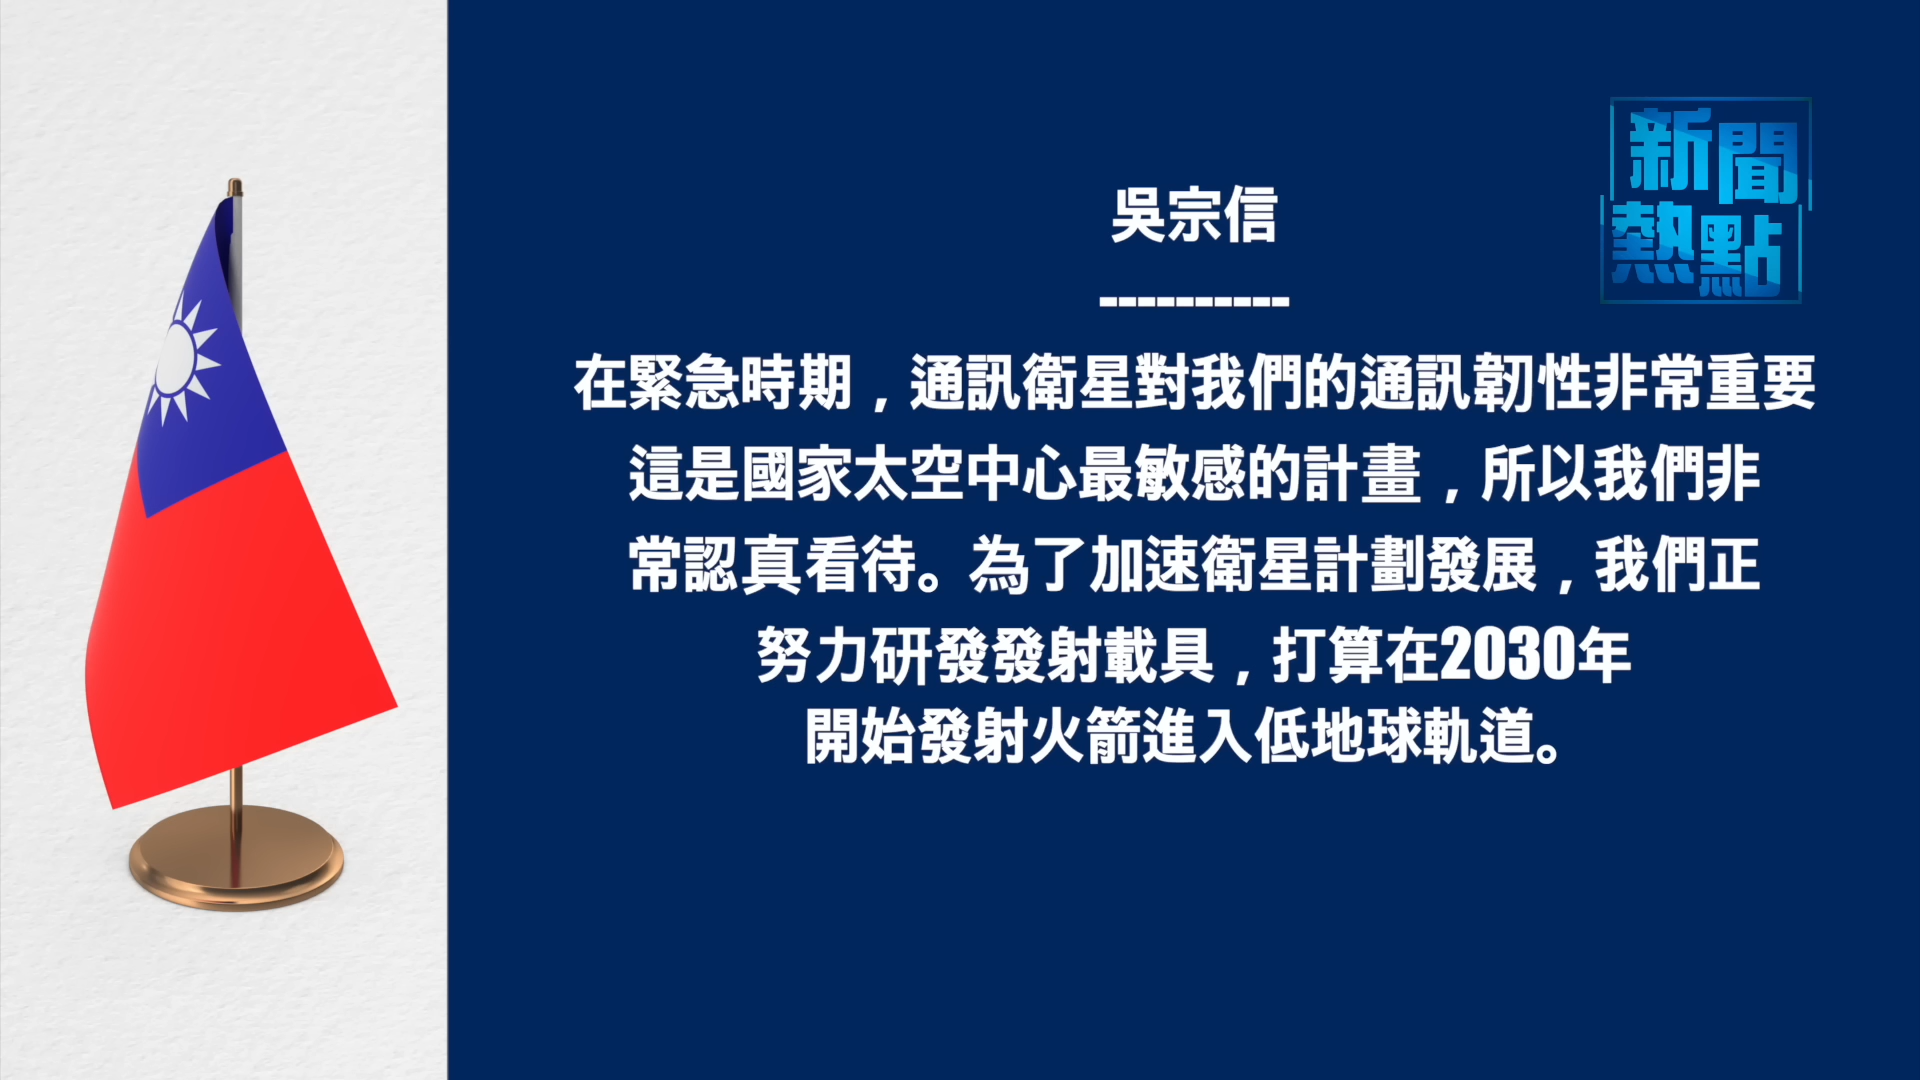 新聞
熱點
吳宗信
----------
在緊急時期，通訊衛星對我們的通訊韌性非常重要
這是國家太空中心最敏感的計畫，所以我們非
常認真看待。為了加速衛星計劃發展，我們正
努力研發發射載具，打算在2030年
開始發射火箭進入低地球軌道。